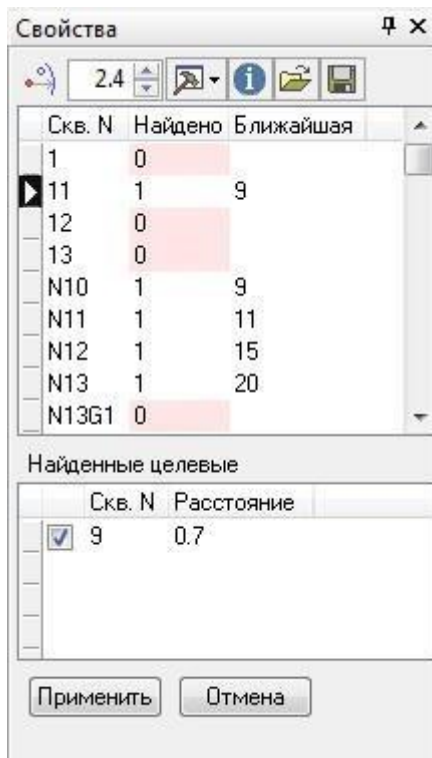 Свойства
2.4
Скв. N Найдено Ближайшая
1 0
11 1 9
12 0
13 0
N10 1 9
N11 1 11
N12 1 15
N13 1 20
N13G1 0
Найденные целевые
Скв. N Расстояние
9 0.7
Применить Отмена